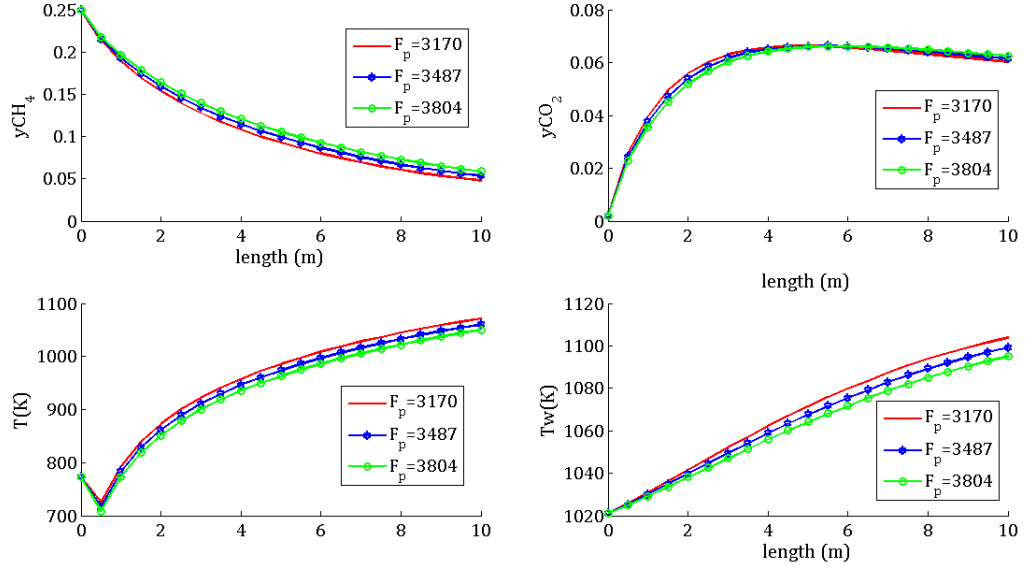 yCH4
0.25
0.2
0.15
0.1
0.05
0
0 2 4 6 8 10
length (m)
Fp=3170
Fp=3487
Fp=3804
yCO2
0.08
0.06
0.04
0.02
0
0 2 4 6 8 10
length (m)
Fp=3170
Fp=3487
Fp=3804
T(K)
1100
1000
900
800
700
0 2 4 6 8 10
Fp=3170
Fp=3487
Fp=3804
Tw(K)
1120
1100
1080
1060
1040
1020
0 2 4 6 8 10
length (m)
Fp=3170
Fp=3487
Fp=3804